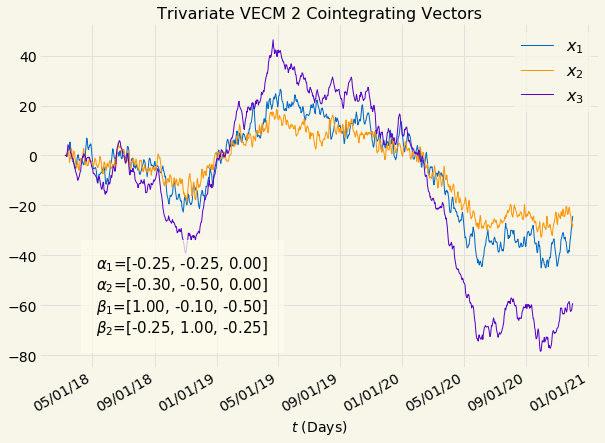 Trivariate VECM 2 Cointegrating Vectors
x₁
x₂
x₃
40
20
0
−20
−40
−60
−80
α₁=[-0.25, -0.25, 0.00]
α₂=[-0.30, -0.50, 0.00]
β₁=[1.00, -0.10, -0.50]
β₂=[-0.25, 1.00, -0.25]
05/01/18 09/01/18 01/01/19 05/01/19 09/01/19 01/01/20 05/01/20 09/01/20 01/01/21
t (Days)